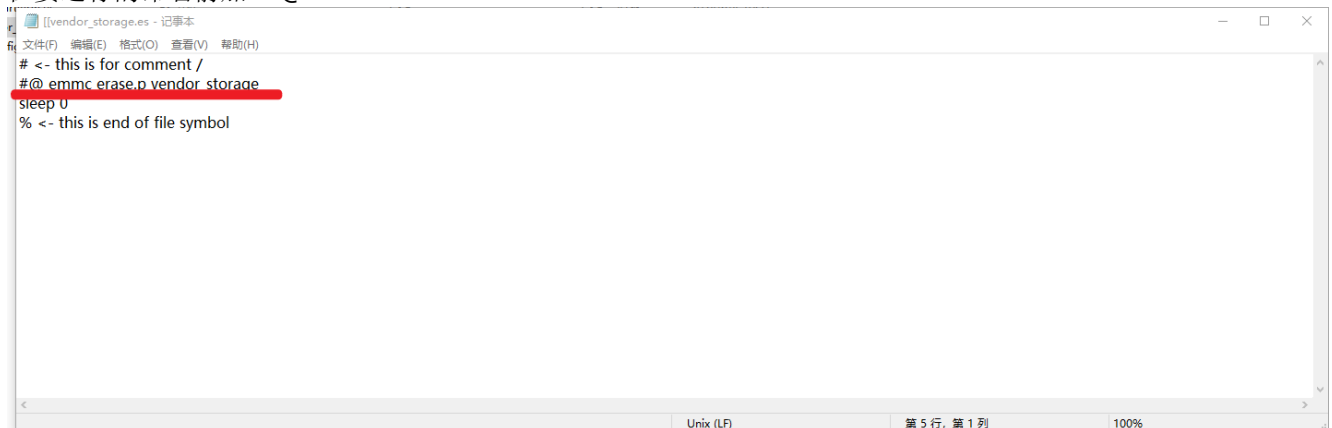 [[vendor_storage.es - 记事本
文件(F) 编辑(E) 格式(O) 查看(V) 帮助(H)
# <- this is for comment /
#@ emmc erase.p vendor_storage
sleep 0
% <- this is end of file symbol
Unix (LF) 第 5 行, 第 1 列 100%